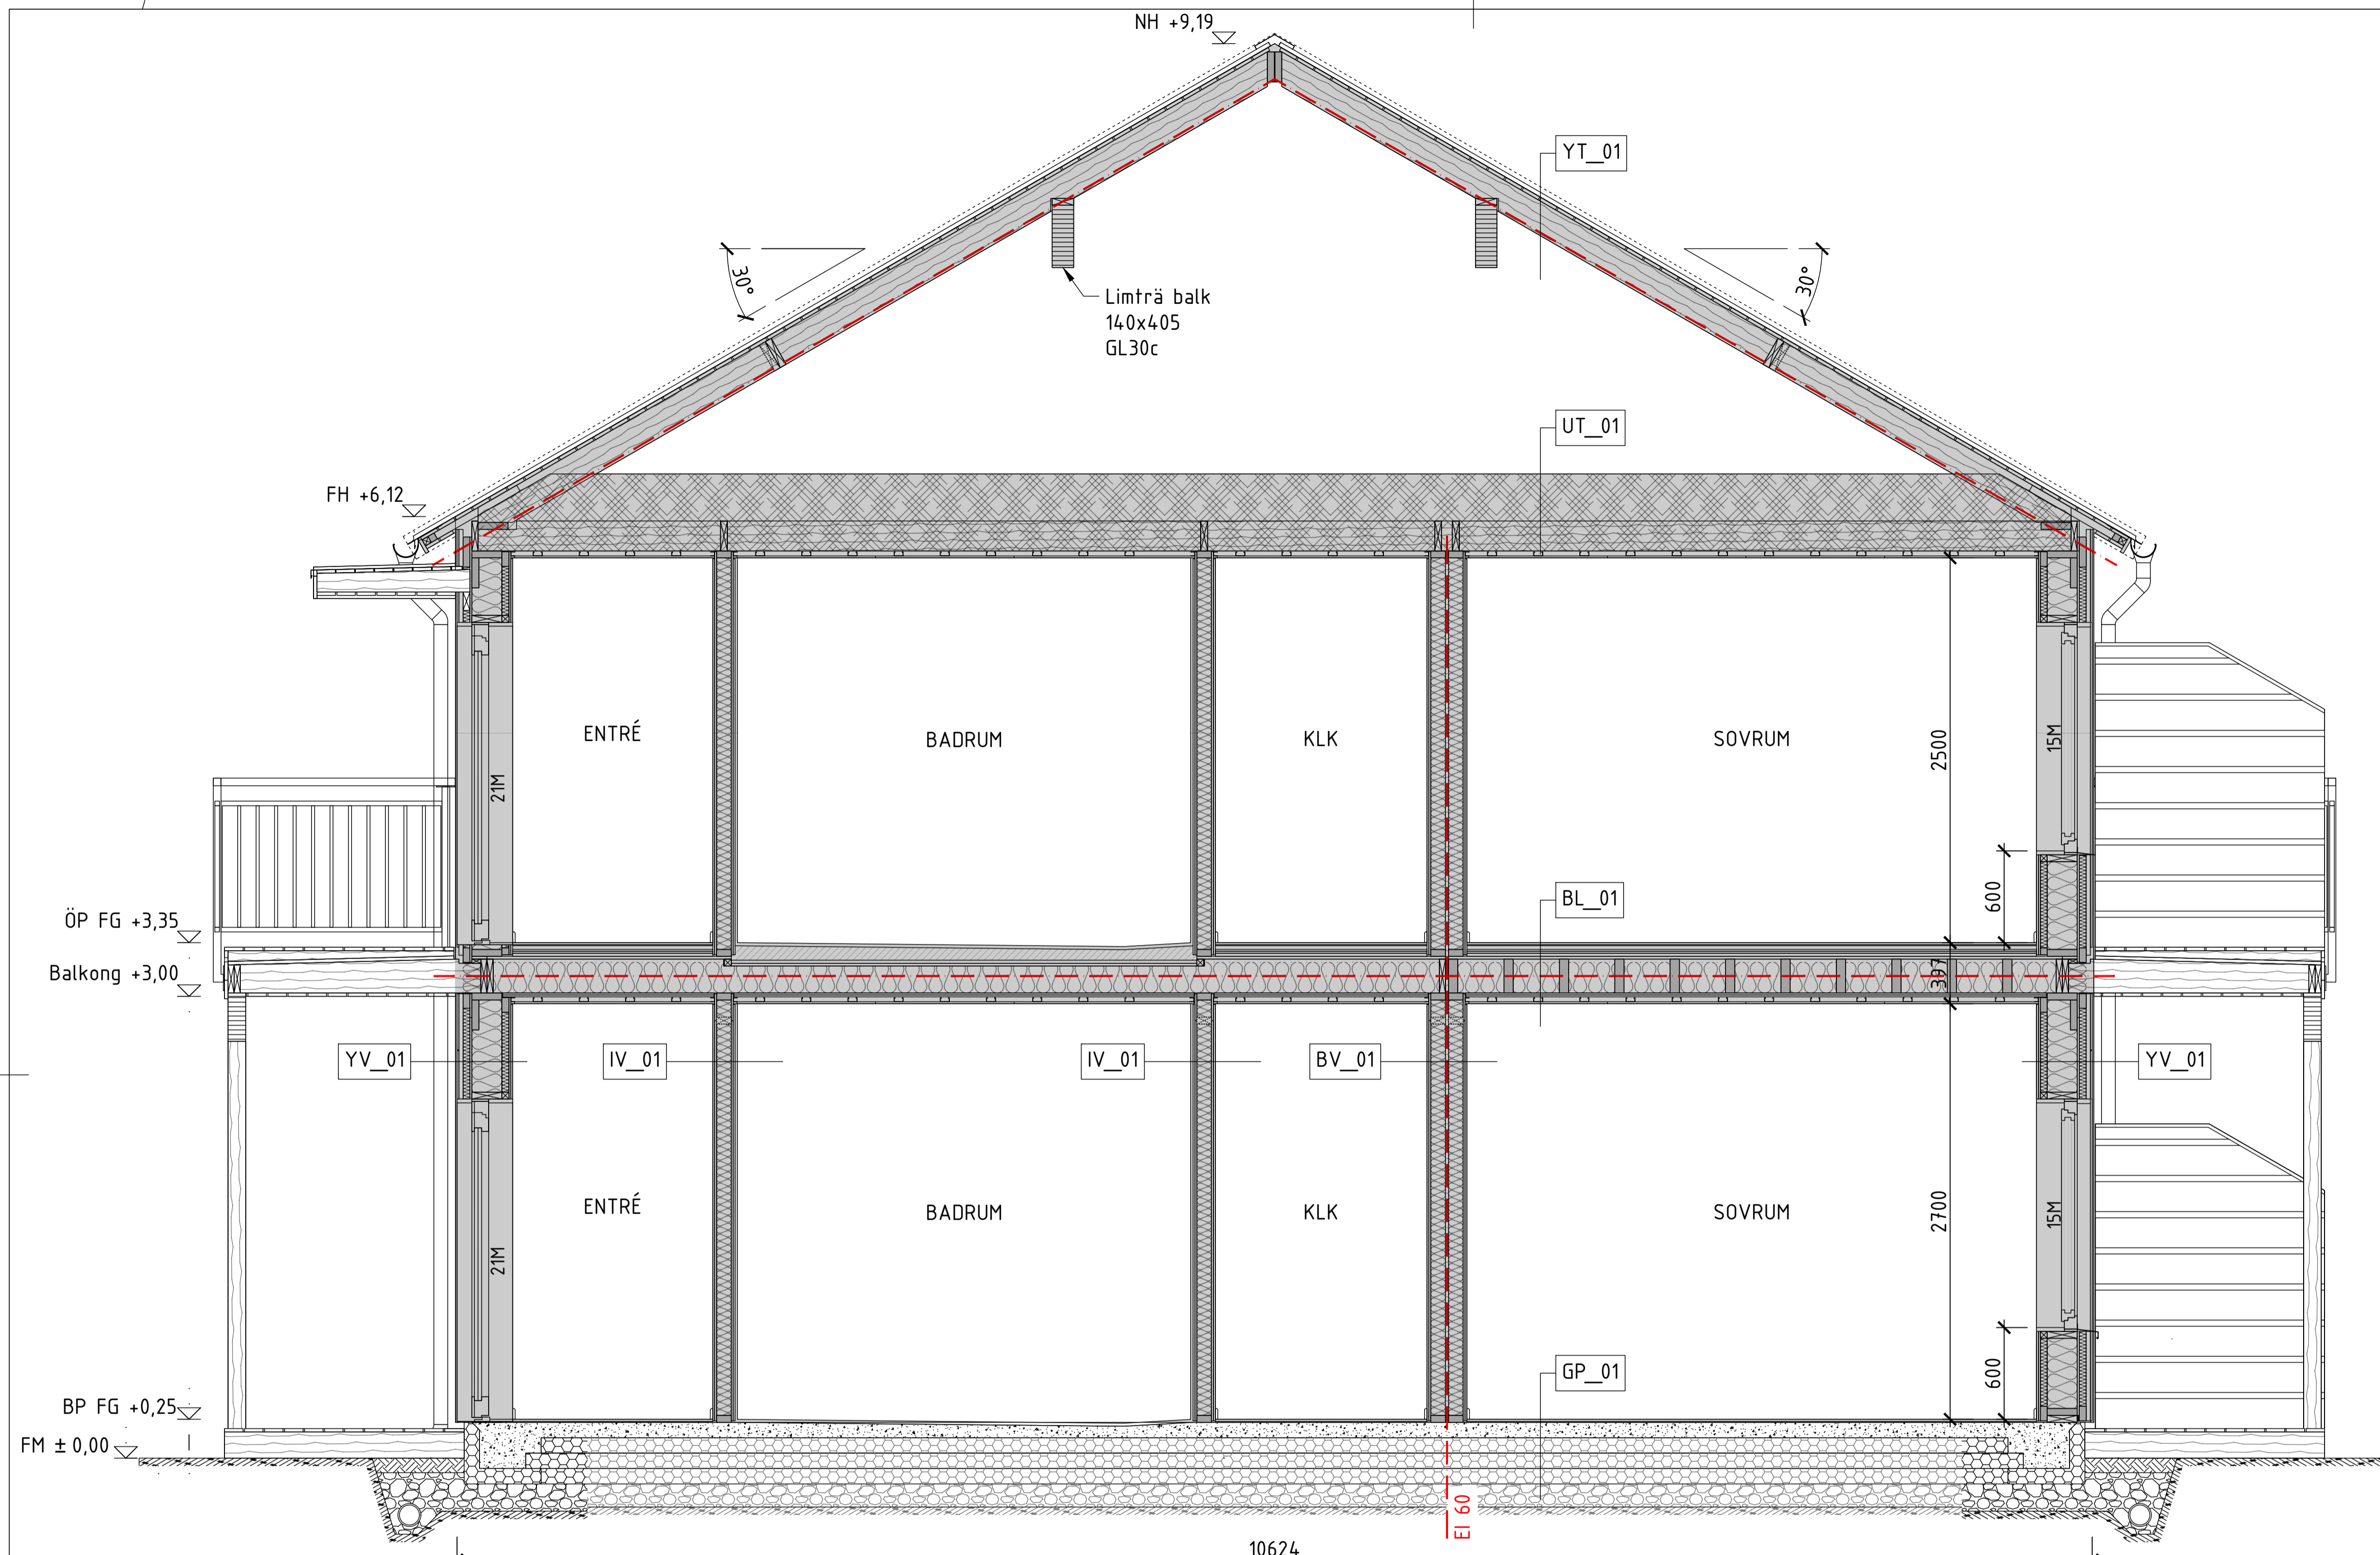 NH +9,19
YT_01
30°
30°
Limträ balk
140x405
GL30c
UT_01
FH +6,12
ENTRÉ
BADRUM
KLK
SOVRUM
2500
15M
21M
600
BL_01
ÖP FG +3,35
Balkong +3,00
397
YV_01
IV_01
IV_01
BV_01
YV_01
ENTRÉ
BADRUM
KLK
SOVRUM
2700
15M
21M
600
GP_01
BP FG +0,25
FM ± 0,00
EI 60
10624